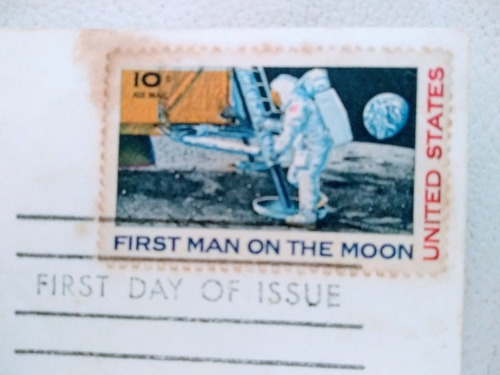 10¢
AIR MAIL
UNITED STATES
FIRST MAN ON THE MOON
FIRST DAY OF ISSUE